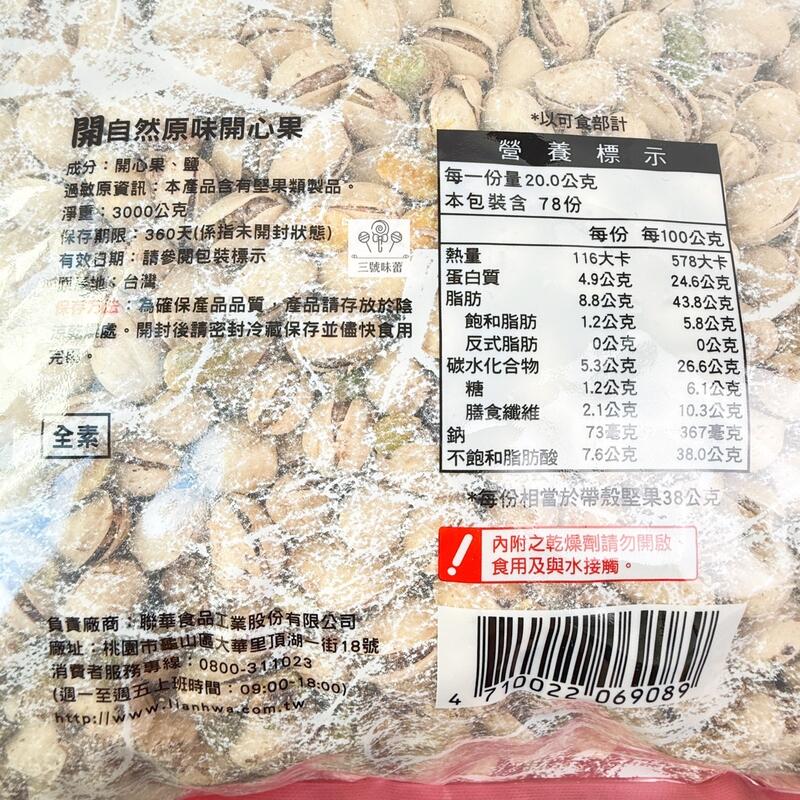 開自然原味開心果
成分：開心果、鹽
過敏原資訊：本產品含有堅果類製品。
淨重：3000公克
保存期限：360天(係指未開封狀態)
有效日期：請參閱包裝標示
地：台灣
保存方法：為確保產品品質，產品請存放於陰
涼乾燥處。開封後請密封冷藏保存並儘快食用
完畢。
三號味蕾
全素
負責廠商：聯華食品工業股份有限公司
廠址：桃園市龜山區大華里頂湖一街18號
消費者服務專線：0800-311023
(週一至週五上班時間：09:00-18:00)
http://www.lianhwa.com.tw
*以可食部計
營養標示
每一份量20.0公克
本包裝含 78份
每份 每100公克
熱量 116大卡 578大卡
蛋白質 4.9公克 24.6公克
脂肪 8.8公克 43.8公克
飽和脂肪 1.2公克 5.8公克
反式脂肪 0公克 0公克
碳水化合物 5.3公克 26.6公克
糖 1.2公克 6.1公克
膳食纖維 2.1公克 10.3公克
鈉 73毫克 367毫克
不飽和脂肪酸 7.6公克 38.0公克
*每份相當於帶殼堅果38公克
內附之乾燥劑請勿開啟、
食用及與水接觸。
4 710022 069089